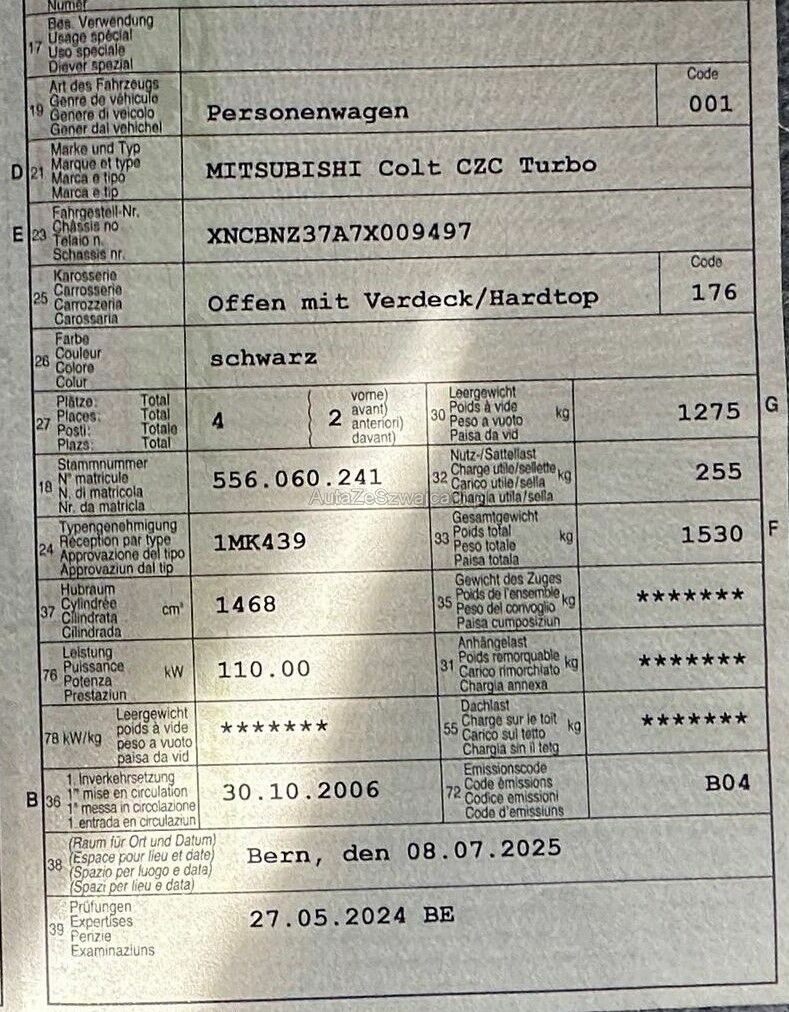 Numer
17 Bes. Verwendung
Usage spécial
Uso speciale
Diever spezial
19 Art des Fahrzeugs
Genre de véhicule
Genere di veicolo
Gener dal vehichel
Personenwagen
Code
001
D 21 Marke und Typ
Marque et type
Marca e tipo
Marca e tip
MITSUBISHI Colt CZC Turbo
E 23 Fahrgestell-Nr.
Châssis no
Telaio n.
Schassis nr.
XNCBNZ37A7X009497
25 Karosserie
Carrosserie
Carrozzeria
Carossaria
Offen mit Verdeck/Hardtop
Code
176
26 Farbe
Couleur
Colore
Colur
schwarz
27 Plätze: Total
Places: Total
Posti: Totale
Plazs: Total
4
2
vorne)
avant)
anteriori)
davant)
30 Leergewicht
Poids à vide
Peso a vuoto
Paisa da vid
kg
1275 G
18 Stammnummer
N° matricule
N. di matricola
Nr. da matricla
556.060.241
32 Nutz-/Sattellast
Charge utile/sellette
Carico utile/sella
Chargia utila/sella
kg
255
AutaZeSzwajcar
24 Typengenehmigung
Réception par type
Approvazione del tipo
Approvaziun dal tip
1MK439
33 Gesamtgewicht
Poids total
Peso totale
Paisa totala
kg
1530 F
37 Hubraum
Cylindrée
Cilindrata
Cilindrada
cm³
1468
35 Gewicht des Zuges
Poids de l'ensemble
Peso del convoglio
Paisa cumposiziun
kg
*******
76 Leistung
Puissance
Potenza
Prestaziun
kW
110.00
31 Anhängelast
Poids remorquable
Carico rimorchiato
Chargia annexa
kg
*******
78 kW/kg
Leergewicht
poids à vide
peso a vuoto
paisa da vid
*******
55 Dachlast
Charge sur le toit
Carico sul tetto
Chargia sin il tetg
kg
*******
B 36 1. Inverkehrsetzung
1re mise en circulation
1a messa in circolazione
1. entrada en circulaziun
30.10.2006
72 Emissionscode
Code émissions
Codice emissioni
Code d'emissiuns
B04
38 (Raum für Ort und Datum)
(Espace pour lieu et date)
(Spazio per luogo e data)
(Spazi per lieu e data)
Bern, den 08.07.2025
39 Prüfungen
Expertises
Perizie
Examinaziuns
27.05.2024 BE